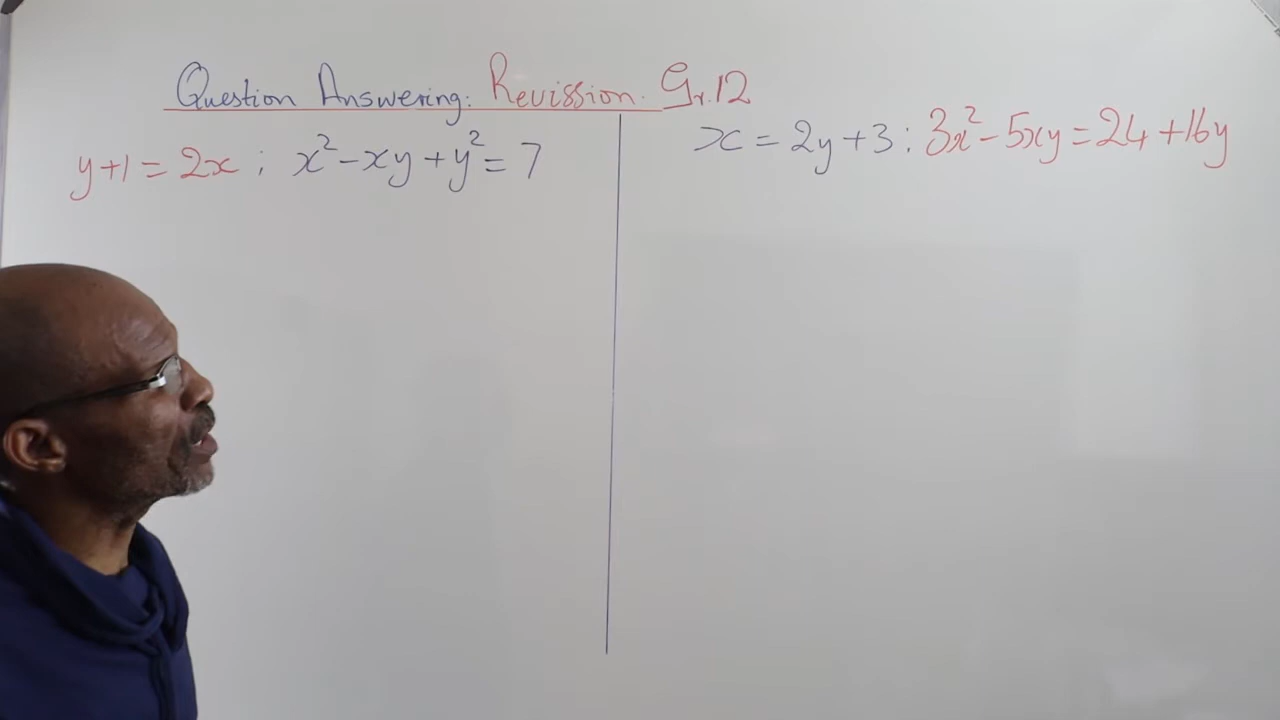 Question Answering: Revission. Gr.12
y+1=2x ; x²-xy+y²=7
x=2y+3 : 3x²-5xy=24+16y